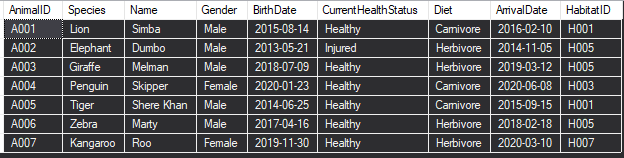 AnimalID Species Name Gender BirthDate CurrentHealthStatus Diet ArrivalDate HabitatID
A001 Lion Simba Male 2015-08-14 Healthy Carnivore 2016-02-10 H001
A002 Elephant Dumbo Male 2013-05-21 Injured Herbivore 2014-11-05 H005
A003 Giraffe Melman Male 2018-07-09 Healthy Herbivore 2019-03-12 H005
A004 Penguin Skipper Female 2020-01-23 Healthy Carnivore 2020-06-08 H003
A005 Tiger Shere Khan Male 2014-06-25 Healthy Carnivore 2015-09-15 H001
A006 Zebra Marty Male 2017-04-16 Healthy Herbivore 2018-02-18 H005
A007 Kangaroo Roo Female 2019-11-30 Healthy Herbivore 2020-03-10 H007